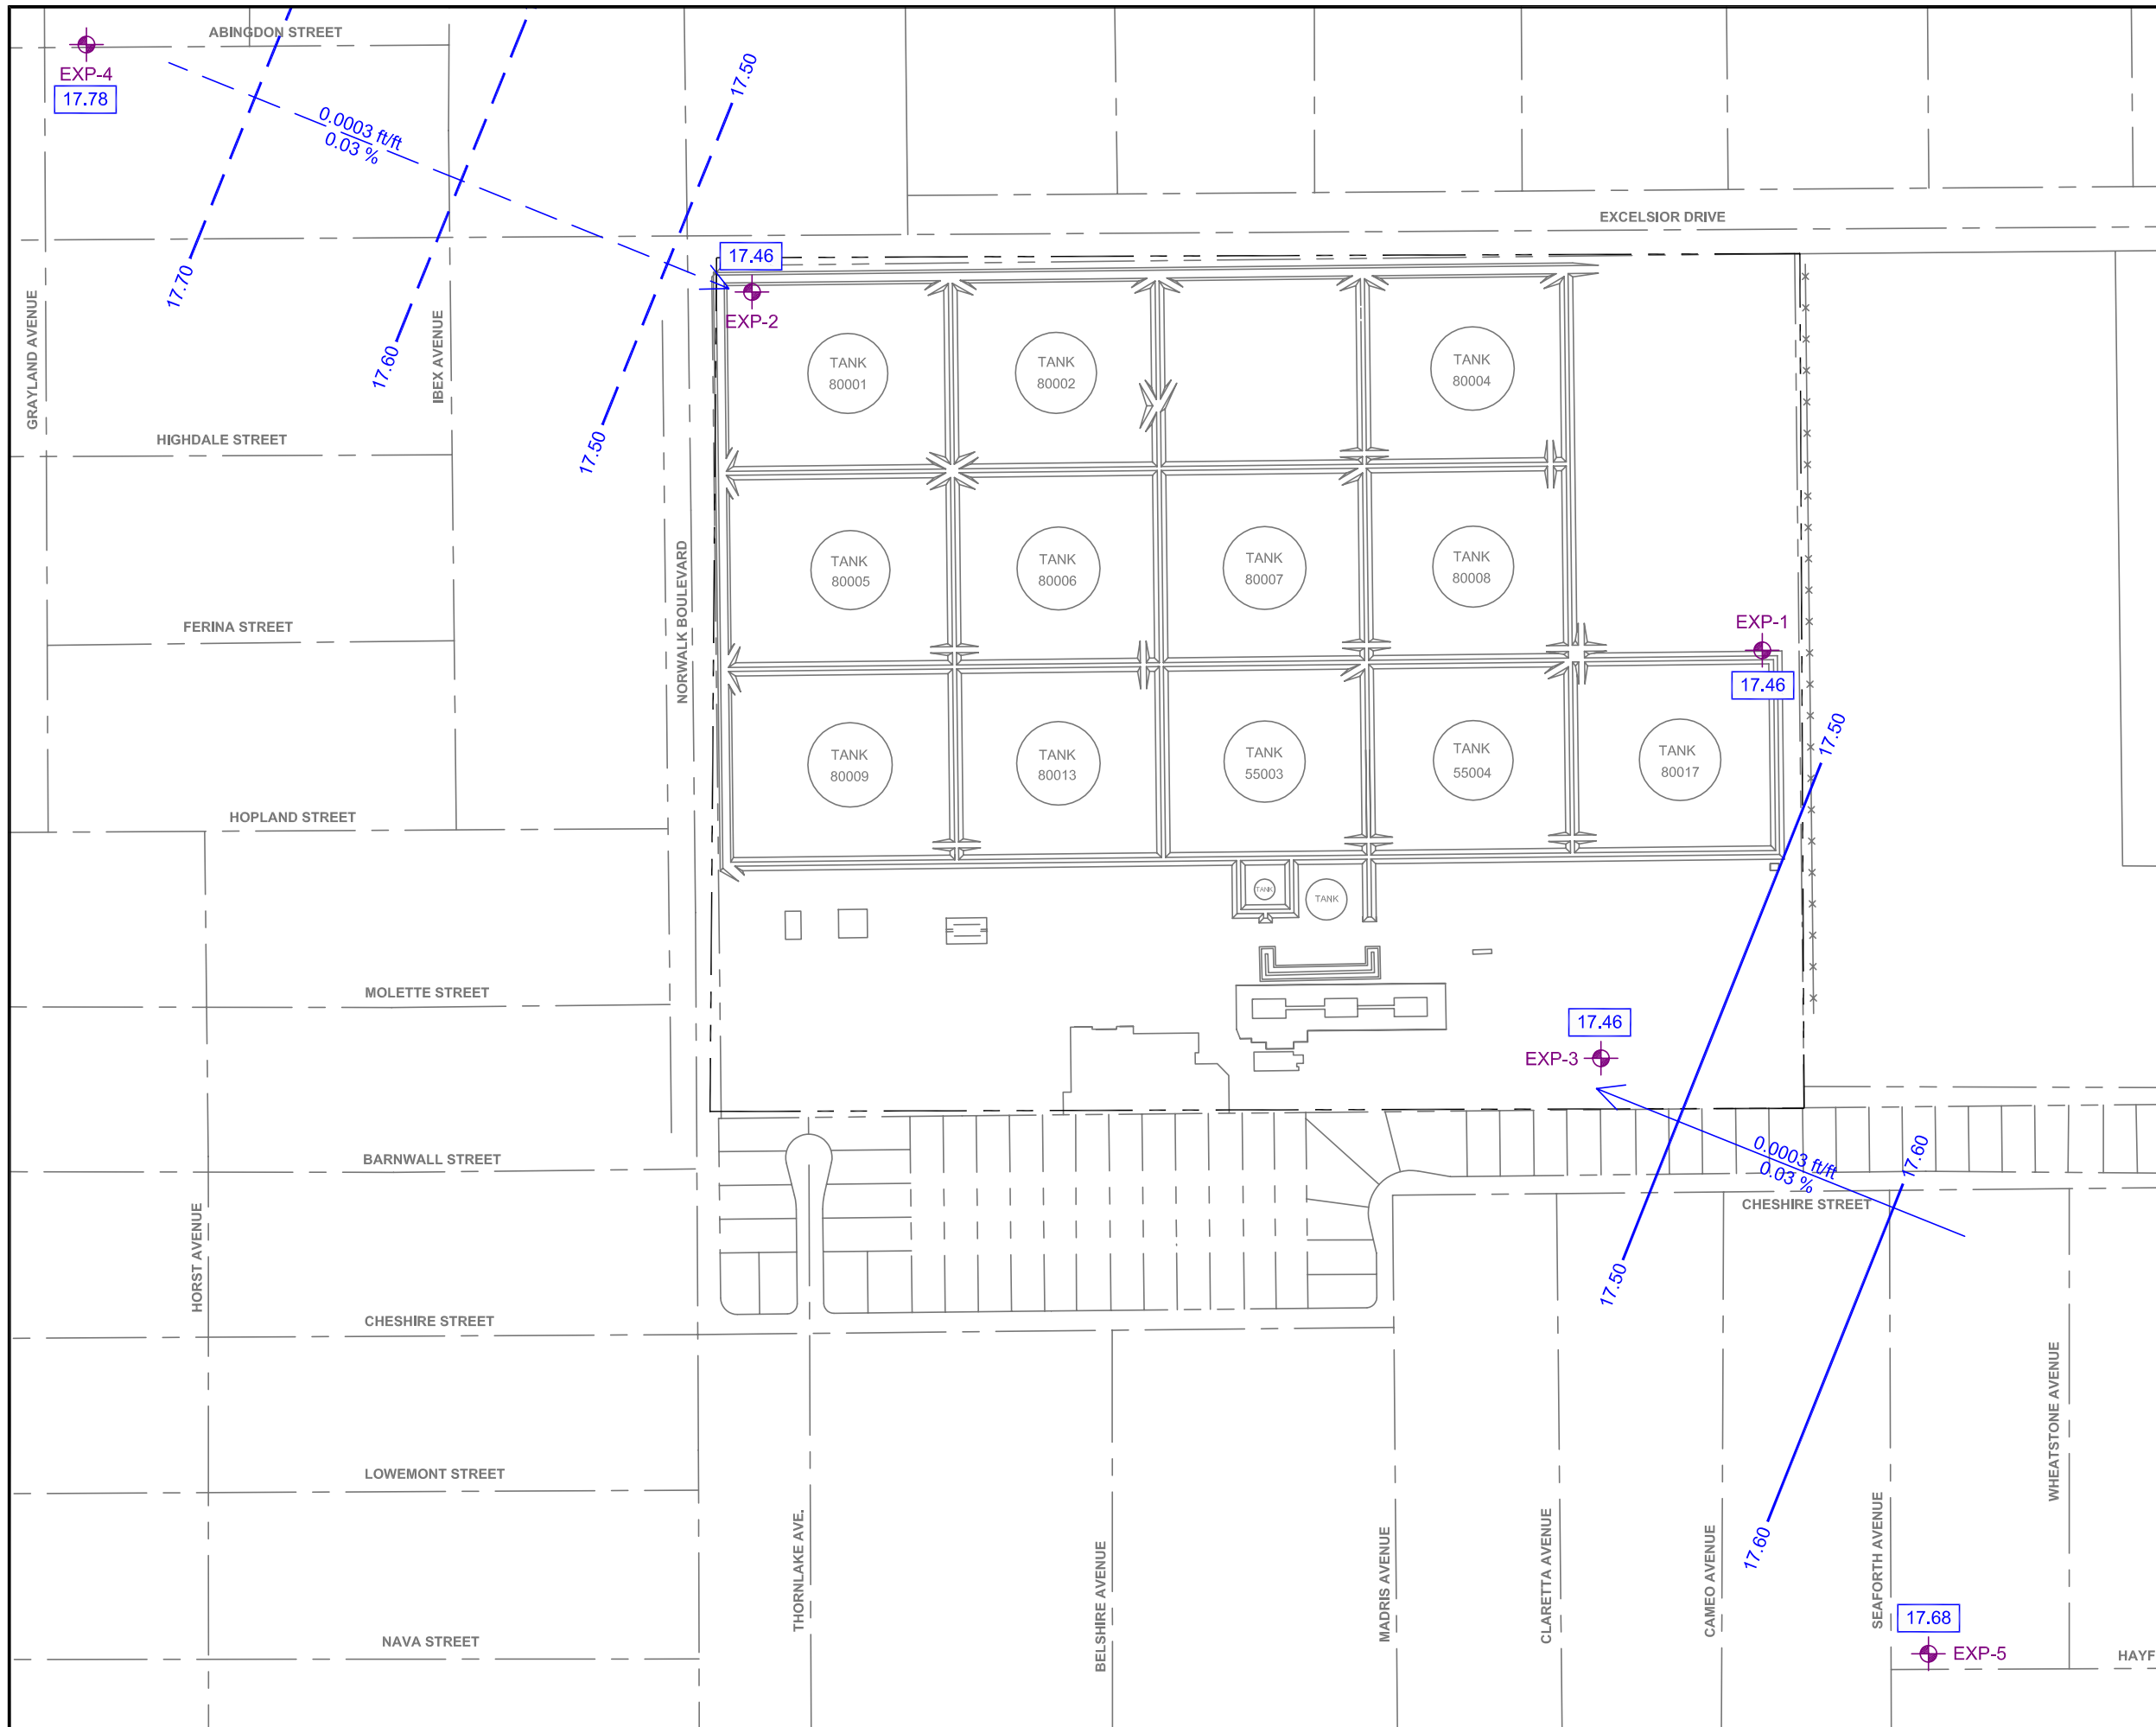 ABINGDON STREET
EXP-4
17.78
0.0003 ft/ft
0.03 %
17.50
17.70
17.60
17.50
EXCELSIOR DRIVE
17.46
EXP-2
GRAYLAND AVENUE
IBEX AVENUE
HIGHDALE STREET
FERINA STREET
HOPLAND STREET
NORWALK BOULEVARD
TANK
80001
TANK
80002
TANK
80004
TANK
80005
TANK
80006
TANK
80007
TANK
80008
EXP-1
17.46
17.50
TANK
80009
TANK
80013
TANK
55003
TANK
55004
TANK
80017
TANK
TANK
MOLETTE STREET
17.46
EXP-3
BARNWALL STREET
0.0003 ft/ft
0.03 %
17.60
CHESHIRE STREET
HORST AVENUE
17.50
CHESHIRE STREET
LOWEMONT STREET
NAVA STREET
THORNLAKE AVE.
BELSHIRE AVENUE
MADRIS AVENUE
CLARETTA AVENUE
CAMEO AVENUE
SEAFORTH AVENUE
WHEATSTONE AVENUE
17.60
17.68
EXP-5
HAYF